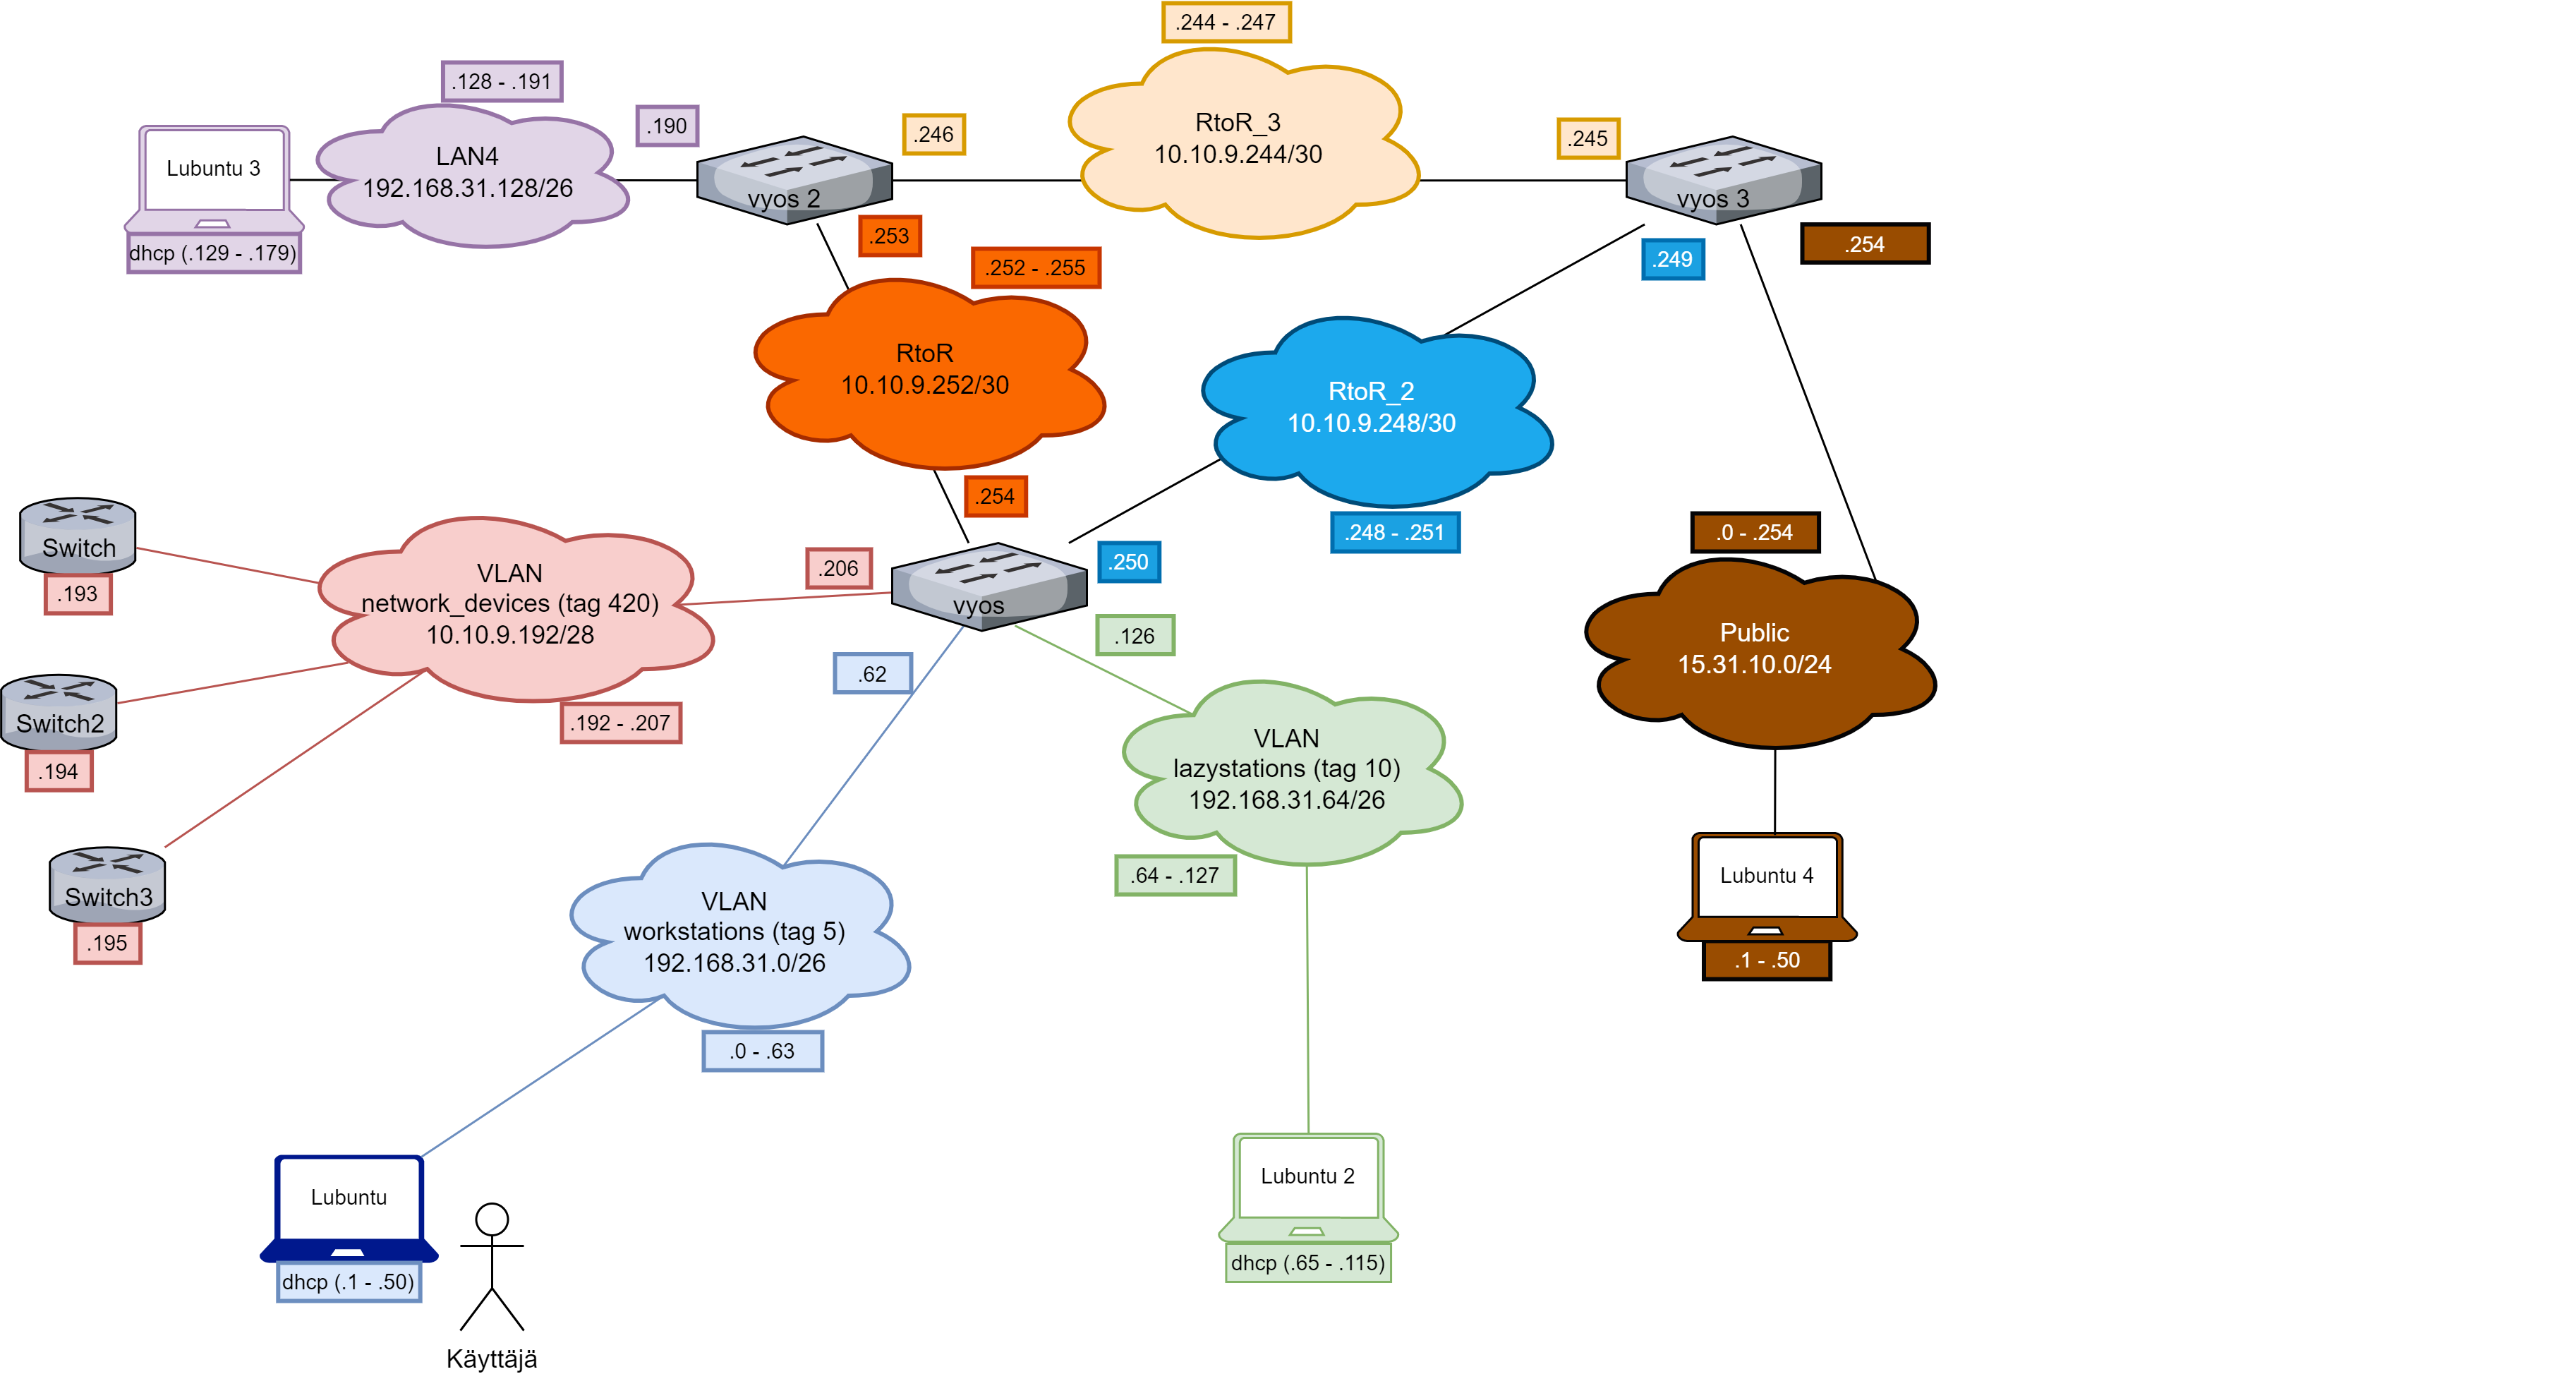 .244 - .247
.128 - .191
.190
.246
RtoR_3
10.10.9.244/30
.245
Lubuntu 3
LAN4
192.168.31.128/26
vyos 2
vyos 3
dhcp (.129 - .179)
.253
.252 - .255
.249
.254
RtoR
10.10.9.252/30
RtoR_2
10.10.9.248/30
.254
.248 - .251
.0 - .254
Switch
.193
VLAN
network_devices (tag 420)
10.10.9.192/28
.206
vyos
.250
.126
.62
Public
15.31.10.0/24
Switch2
.194
.192 - .207
VLAN
lazystations (tag 10)
192.168.31.64/26
.64 - .127
Switch3
.195
VLAN
workstations (tag 5)
192.168.31.0/26
.0 - .63
Lubuntu 4
.1 - .50
Lubuntu
dhcp (.1 - .50)
Käyttäjä
Lubuntu 2
dhcp (.65 - .115)